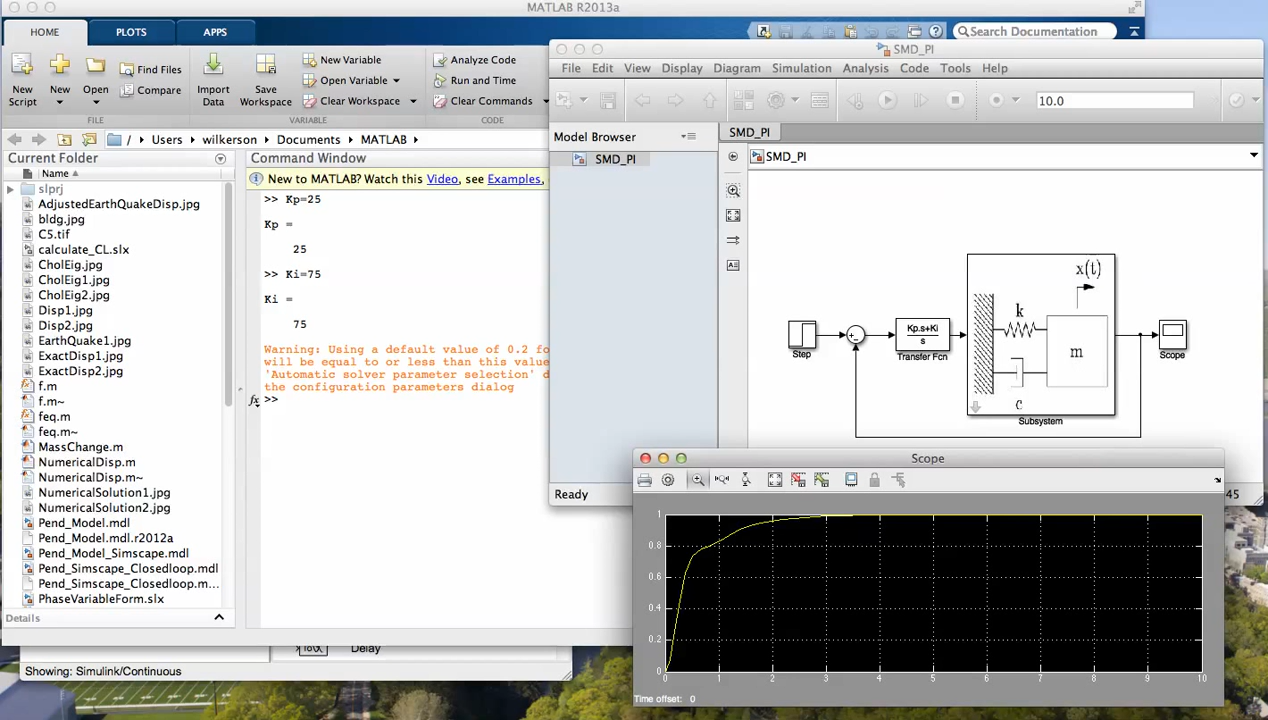 MATLAB R2013a
HOME
PLOTS
APPS
Search Documentation
New Script
New
Open
Find Files
Compare
Import Data
Save Workspace
New Variable
Open Variable
Clear Workspace
Analyze Code
Run and Time
Clear Commands
FILE
VARIABLE
CODE
/ Users wilkerson Documents MATLAB
Current Folder
Name
slprj
AdjustedEarthQuakeDisp.jpg
bldg.jpg
C5.tif
calculate_CL.slx
CholEig.jpg
CholEig1.jpg
CholEig2.jpg
Disp1.jpg
Disp2.jpg
EarthQuake1.jpg
ExactDisp1.jpg
ExactDisp2.jpg
f.m
f.m~
feq.m
feq.m~
MassChange.m
NumericalDisp.m
NumericalDisp.m~
NumericalSolution1.jpg
NumericalSolution2.jpg
Pend_Model.mdl
Pend_Model.mdl.r2012a
Pend_Model_Simscape.mdl
Pend_Simscape_Closedloop.mdl
Pend_Simscape_Closedloop.m...
PhaseVariableForm.slx
Details
Command Window
New to MATLAB? Watch this Video, see Examples,
>> Kp=25
Kp =
25
>> Ki=75
Ki =
75
Warning: Using a default value of 0.2 fo
will be equal to or less than this value
'Automatic solver parameter selection' d
the configuration parameters dialog
fx >>
Delay
Showing: Simulink/Continuous
SMD_PI
File Edit View Display Diagram Simulation Analysis Code Tools Help
10.0
Model Browser
SMD_PI
SMD_PI
SMD_PI
Step
Kp.s+Ki
s
Transfer Fcn
x(t)
k
m
c
Subsystem
Scope
Ready
45
Scope
1
0.8
0.6
0.4
0.2
0
0 1 2 3 4 5 6 7 8 9 10
Time offset: 0